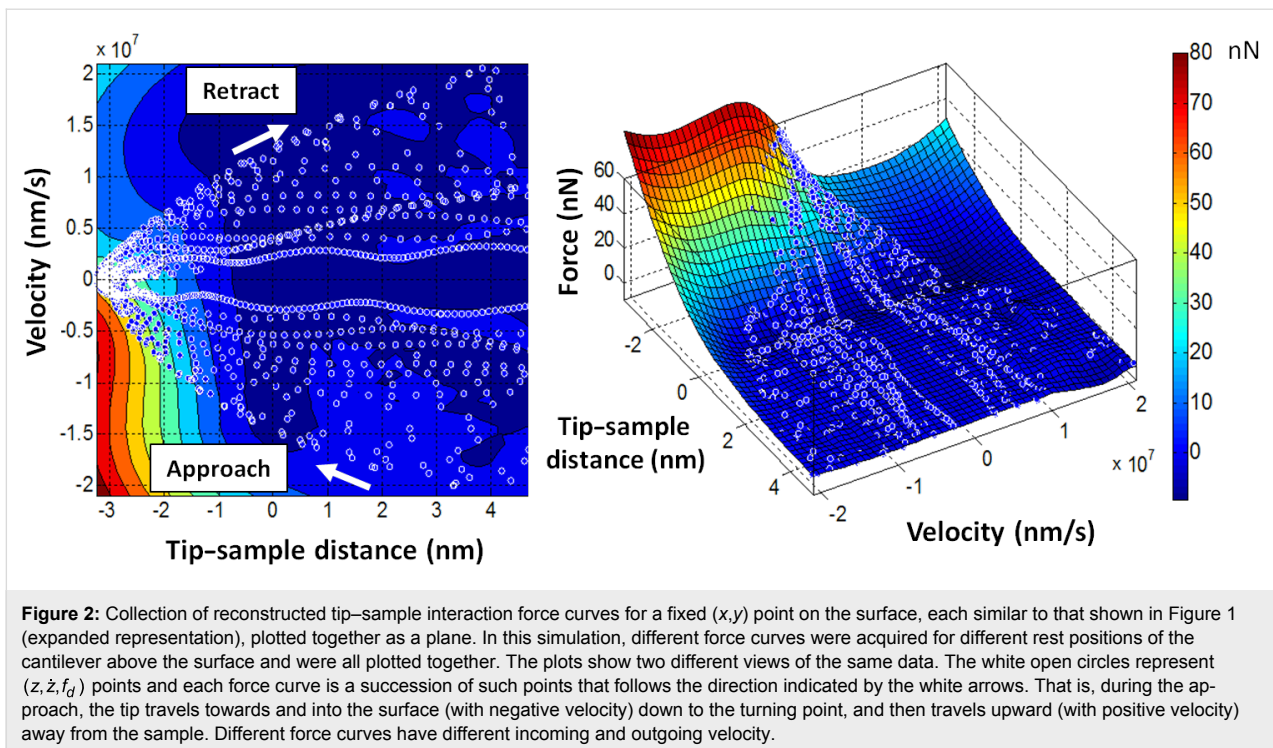 x 10⁷
2
1.5
1
0.5
0
-0.5
-1
-1.5
-2
Velocity (nm/s)
Retract
Approach
-3 -2 -1 0 1 2 3 4
Tip–sample distance (nm)
60
40
20
0
Force (nN)
-2
0
2
4
Tip–sample
distance (nm)
-2 -1 0 1 2
x 10⁷
Velocity (nm/s)
80 nN
70
60
50
40
30
20
10
0
Figure 2: Collection of reconstructed tip–sample interaction force curves for a fixed (x,y) point on the surface, each similar to that shown in Figure 1
(expanded representation), plotted together as a plane. In this simulation, different force curves were acquired for different rest positions of the
cantilever above the surface and were all plotted together. The plots show two different views of the same data. The white open circles represent
(z, ż, f_d) points and each force curve is a succession of such points that follows the direction indicated by the white arrows. That is, during the ap-
proach, the tip travels towards and into the surface (with negative velocity) down to the turning point, and then travels upward (with positive velocity)
away from the sample. Different force curves have different incoming and outgoing velocity.